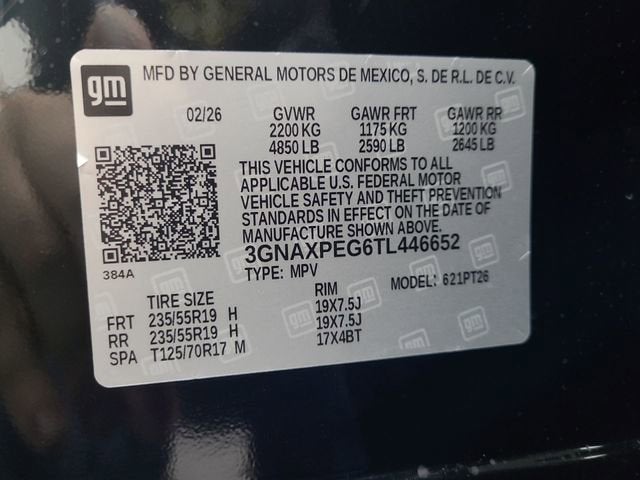 gm MFD BY GENERAL MOTORS DE MEXICO, S. DE R.L. DE C.V.
02/26 GVWR GAWR FRT GAWR RR
2200 KG 1175 KG 1200 KG
4850 LB 2590 LB 2645 LB
THIS VEHICLE CONFORMS TO ALL
APPLICABLE U.S. FEDERAL MOTOR
VEHICLE SAFETY AND THEFT PREVENTION
STANDARDS IN EFFECT ON THE DATE OF
MANUFACTURE SHOWN ABOVE.
3GNAXPEG6TL446652
384A TYPE: MPV MODEL: 621PT26
TIRE SIZE RIM
FRT 235/55R19 H 19X7.5J
RR 235/55R19 H 19X7.5J
SPA T125/70R17 M 17X4BT